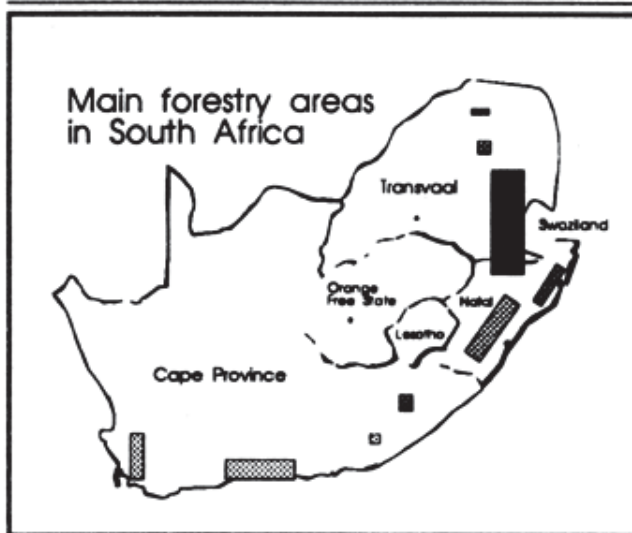 Main forestry areas
in South Africa
Transvaal
Swaziland
Orange
Free State
Natal
Lesotho
Cape Province